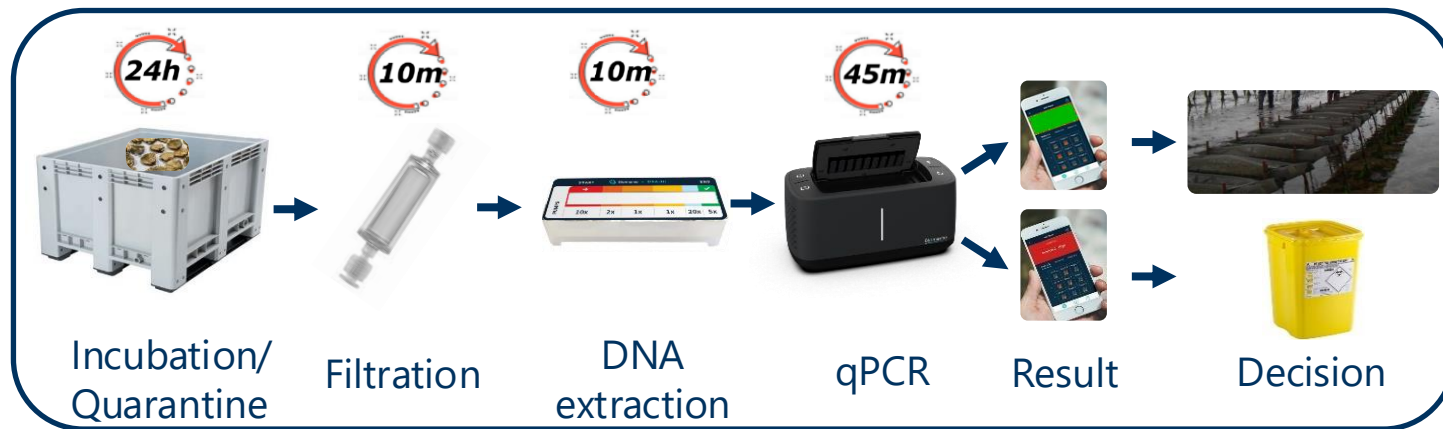 24h
10m
10m
45m
20x 2x 1x 1x 20x 5x
Incubation/
Quarantine
Filtration
DNA
extraction
qPCR
Result
Decision